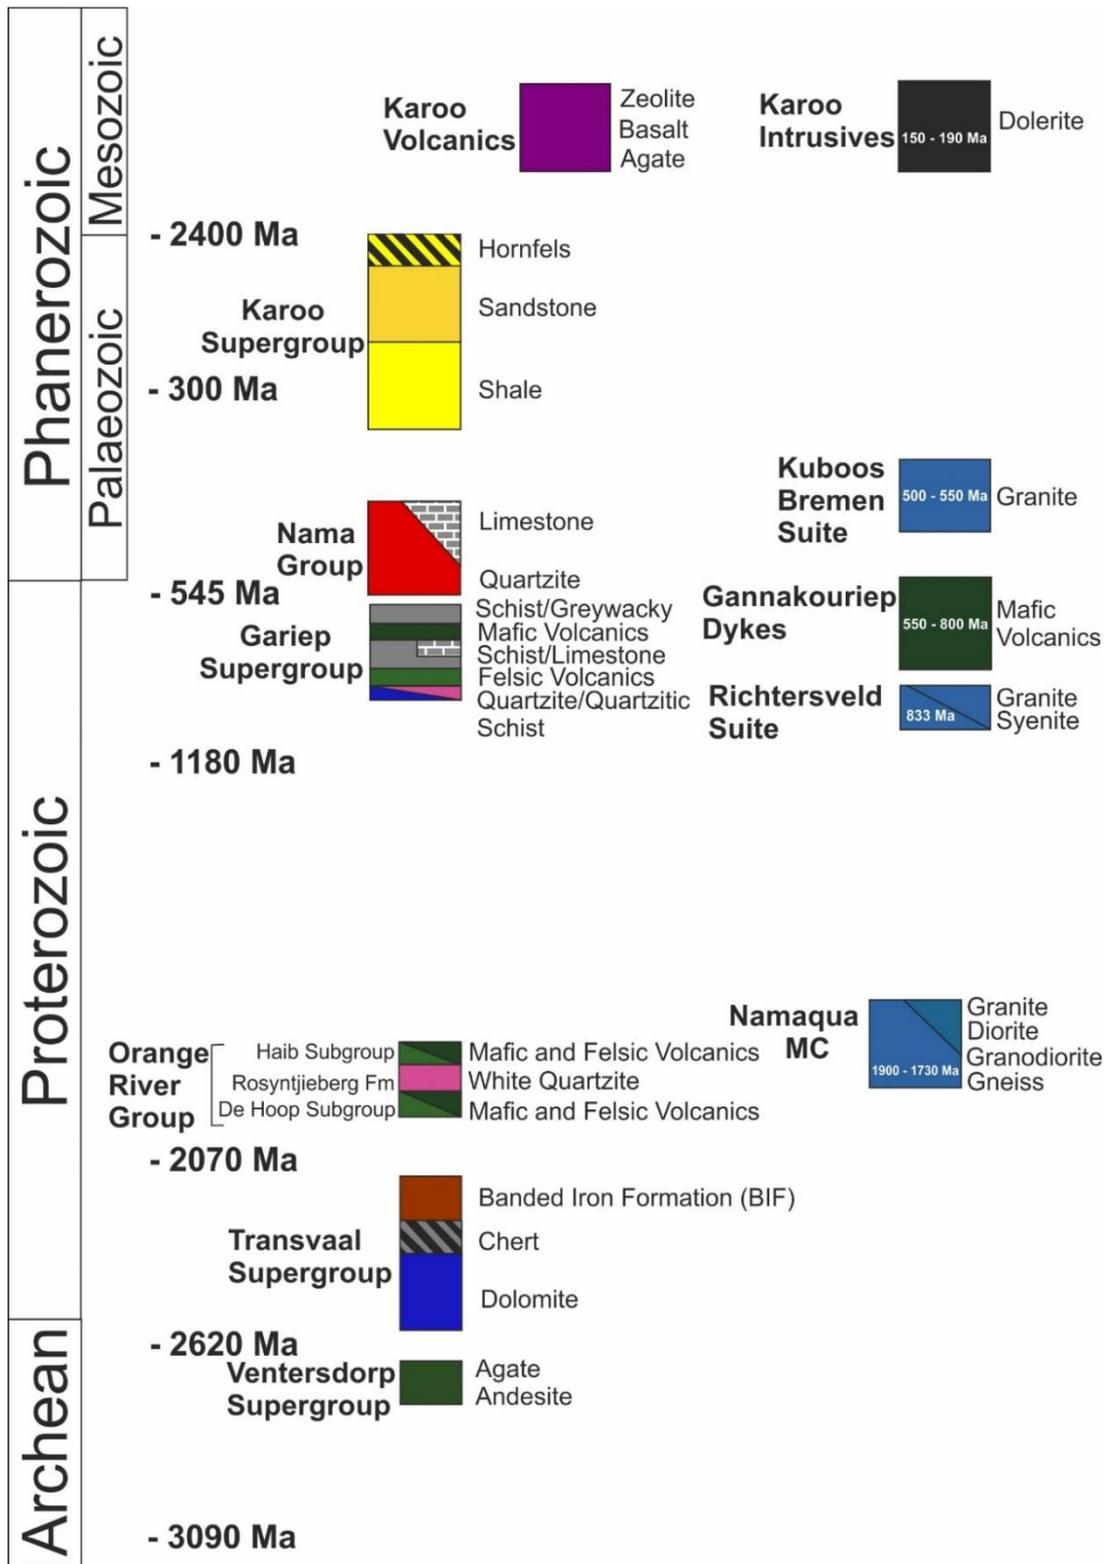 Phanerozoic
Mesozoic
Karoo
Volcanics
Zeolite
Basalt
Agate
Karoo
Intrusives
150 - 190 Ma
Dolerite
- 2400 Ma
Palaeozoic
Karoo
Supergroup
Hornfels
Sandstone
Shale
- 300 Ma
Kuboos
Bremen
Suite
500 - 550 Ma
Granite
Nama
Group
Limestone
Quartzite
- 545 Ma
Proterozoic
Gariep
Supergroup
Schist/Greywacky
Mafic Volcanics
Schist/Limestone
Felsic Volcanics
Quartzite/Quartzitic
Schist
Gannakouriep
Dykes
550 - 800 Ma
Mafic
Volcanics
Richtersveld
Suite
833 Ma
Granite
Syenite
- 1180 Ma
Namaqua
MC
1900 - 1730 Ma
Granite
Diorite
Granodiorite
Gneiss
Orange
River
Group
Haib Subgroup
Mafic and Felsic Volcanics
Rosyntjieberg Fm
White Quartzite
De Hoop Subgroup
Mafic and Felsic Volcanics
- 2070 Ma
Transvaal
Supergroup
Banded Iron Formation (BIF)
Chert
Dolomite
Archean
- 2620 Ma
Ventersdorp
Supergroup
Agate
Andesite
- 3090 Ma